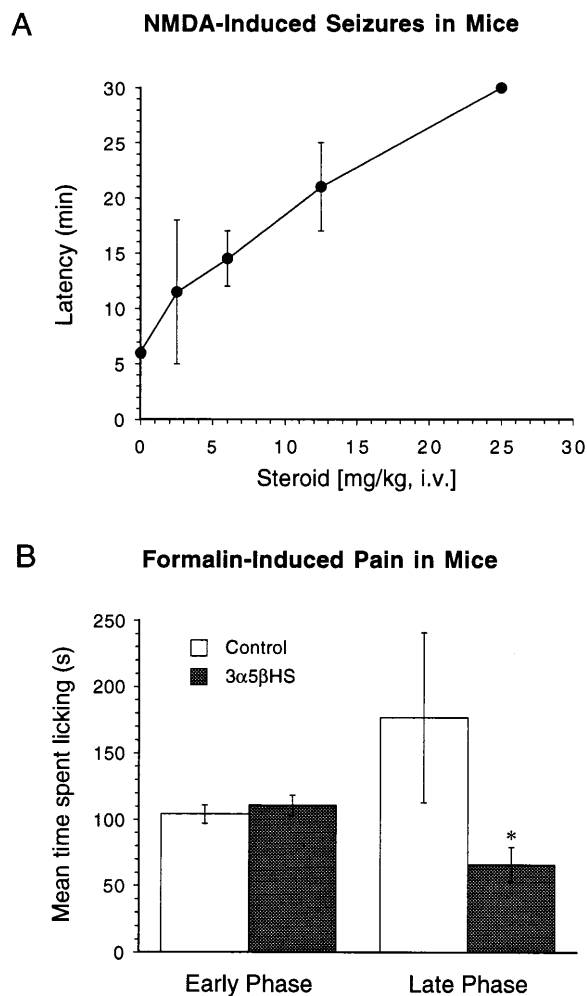 A
NMDA-Induced Seizures in Mice
30
25
20
15
10
5
0
Latency (min)
0 5 10 15 20 25 30
Steroid [mg/kg, i.v.]
B
Formalin-Induced Pain in Mice
250
200
150
100
50
0
Mean time spent licking (s)
Control
3α5βHS
*
Early Phase Late Phase